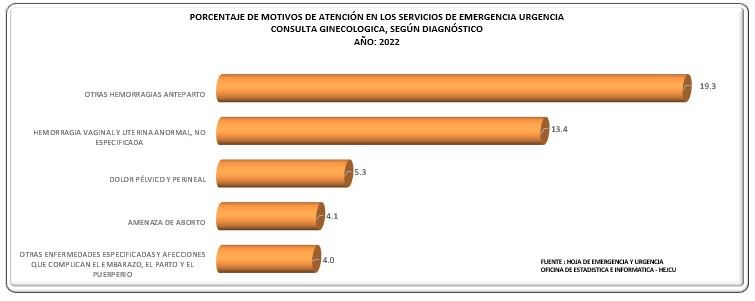 PORCENTAJE DE MOTIVOS DE ATENCIÓN EN LOS SERVICIOS DE EMERGENCIA URGENCIA
CONSULTA GINECOLOGICA, SEGÚN DIAGNÓSTICO
AÑO: 2022
OTRAS HEMORRAGIAS ANTEPARTO
19.3
HEMORRAGIA VAGINAL Y UTERINA ANORMAL, NO
ESPECIFICADA
13.4
DOLOR PÉLVICO Y PERINEAL
5.3
AMENAZA DE ABORTO
4.1
OTRAS ENFERMEDADES ESPECIFICADAS Y AFECCIONES
QUE COMPLICAN EL EMBARAZO, EL PARTO Y EL
PUERPERIO
4.0
FUENTE : HOJA DE EMERGENCIA Y URGENCIA
OFICINA DE ESTADISTICA E INFORMATICA - HEJCU